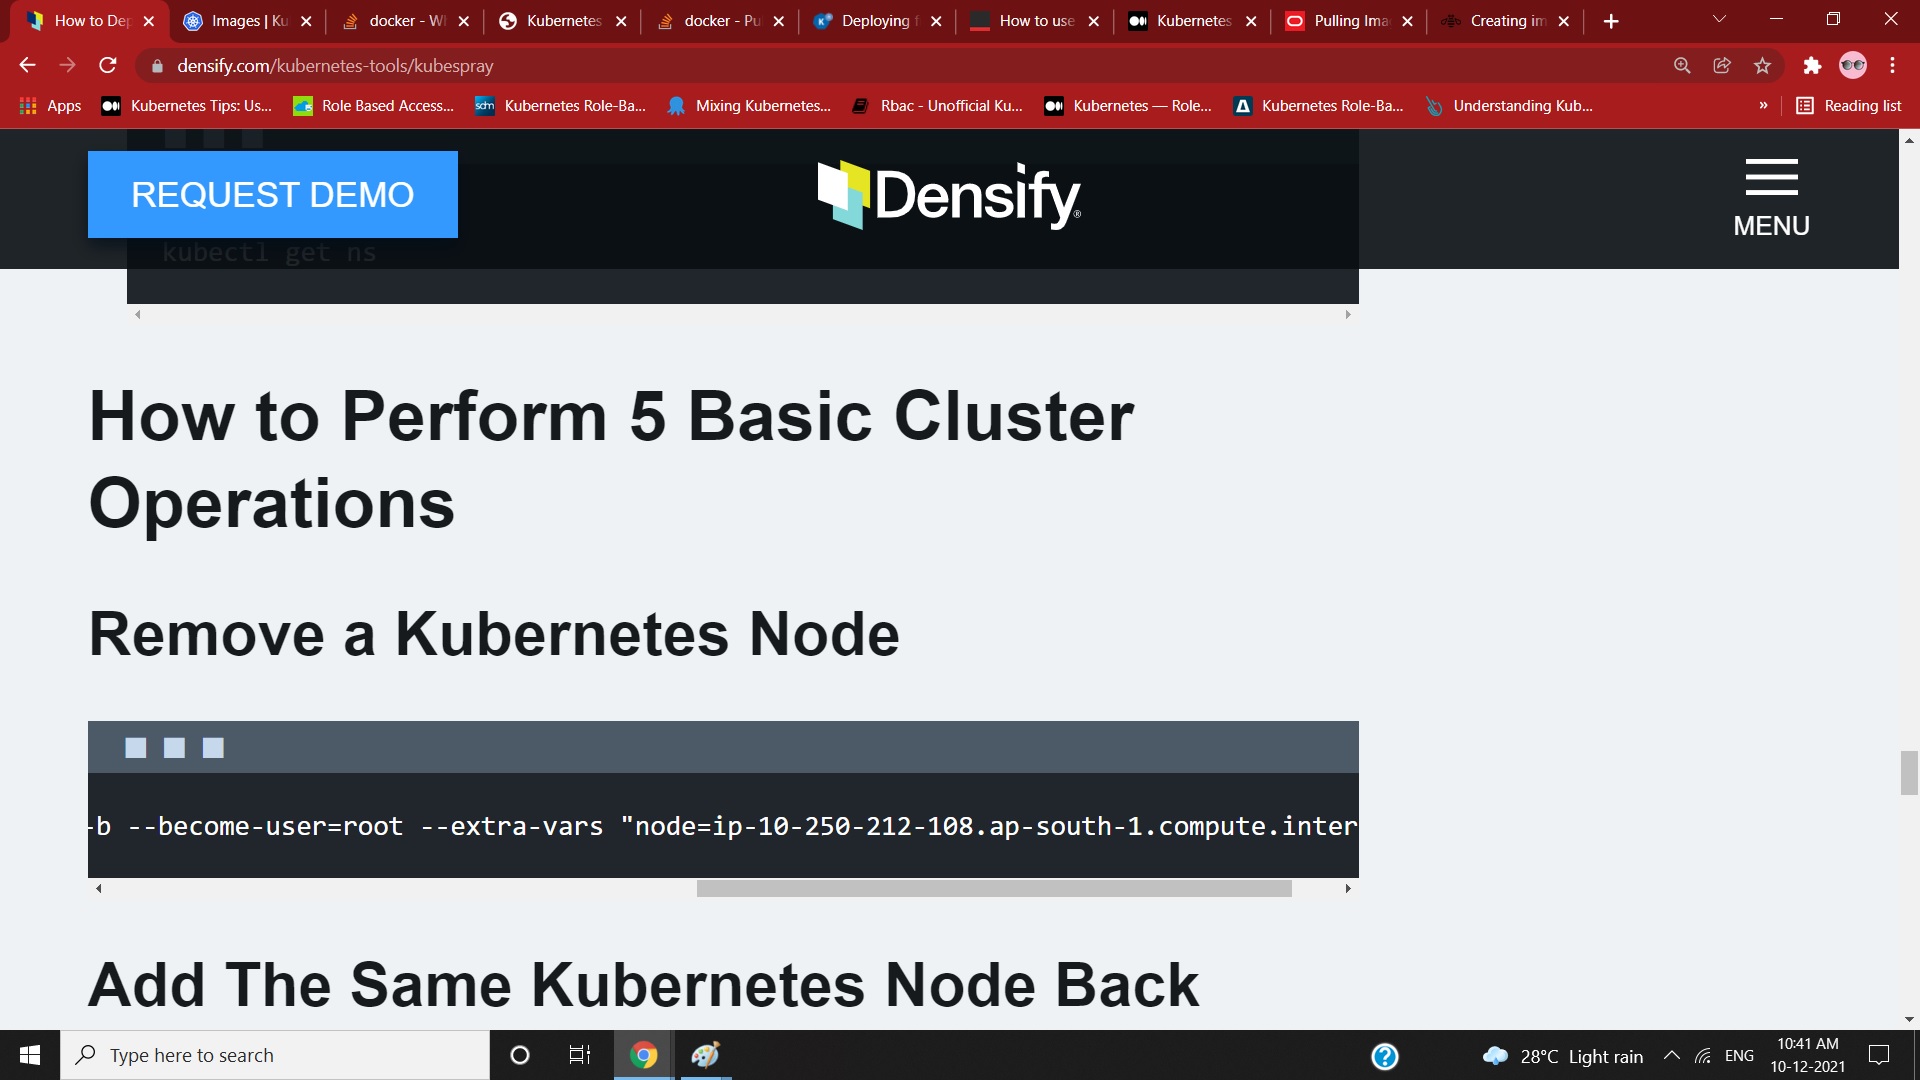 How to Dep
Images | Ku
docker - Wh
Kubernetes
docker - Pul
Deploying f
How to use
Kubernetes
Pulling Ima
Creating im
densify.com/kubernetes-tools/kubespray
Apps
Kubernetes Tips: Us...
Role Based Access...
sdm
Kubernetes Role-Ba...
Mixing Kubernetes...
Rbac - Unofficial Ku...
Kubernetes — Role...
Kubernetes Role-Ba...
Understanding Kub...
»
Reading list
REQUEST DEMO
Densify®
MENU
kubectl get ns
How to Perform 5 Basic Cluster
Operations
Remove a Kubernetes Node
-b --become-user=root --extra-vars "node=ip-10-250-212-108.ap-south-1.compute.inter
Add The Same Kubernetes Node Back
Type here to search
28°C Light rain
ENG
10:41 AM
10-12-2021